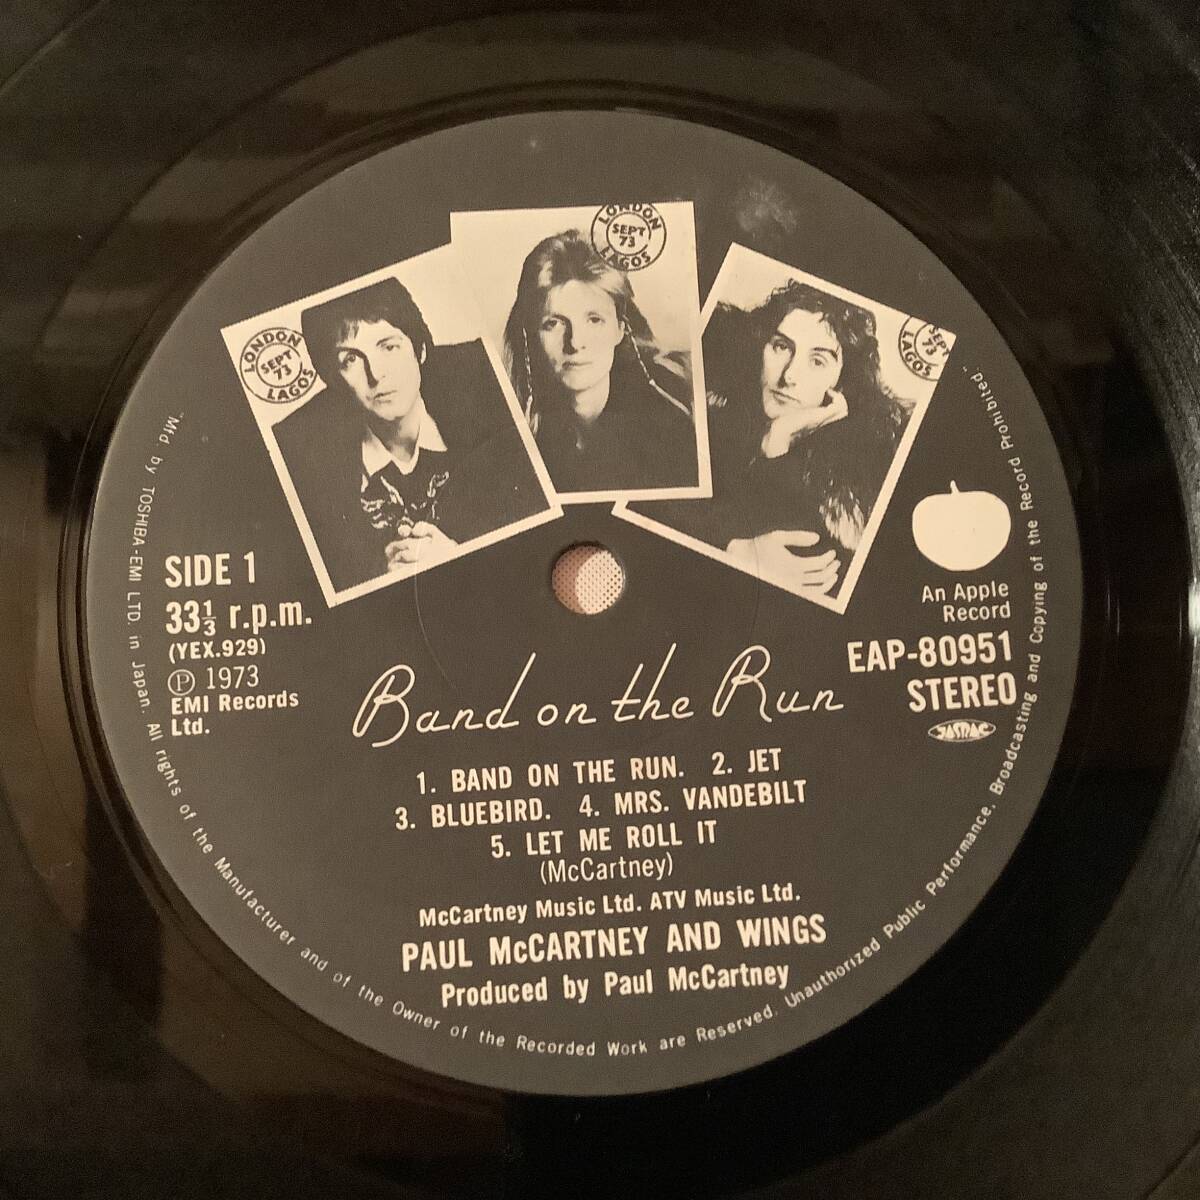 LONDON
SEPT
73
LAGOS
LONDON
SEPT
73
LAGOS
SEPT
73
LAGOS
SIDE 1
33⅓ r.p.m.
(YEX.929)
Ⓟ 1973
EMI Records
Ltd.
An Apple
Record
EAP-80951
STEREO
JASRAC
Band on the Run
1. BAND ON THE RUN. 2. JET
3. BLUEBIRD. 4. MRS. VANDEBILT
5. LET ME ROLL IT
(McCartney)
McCartney Music Ltd. ATV Music Ltd.
PAUL McCARTNEY AND WINGS
Produced by Paul McCartney
"Mfd. by TOSHIBA-EMI LTD. in Japan. All rights of the Manufacturer and of the Owner of the Recorded Work are Reserved. Unauthorized Public Performance, Broadcasting and Copying of the Record Prohibited."